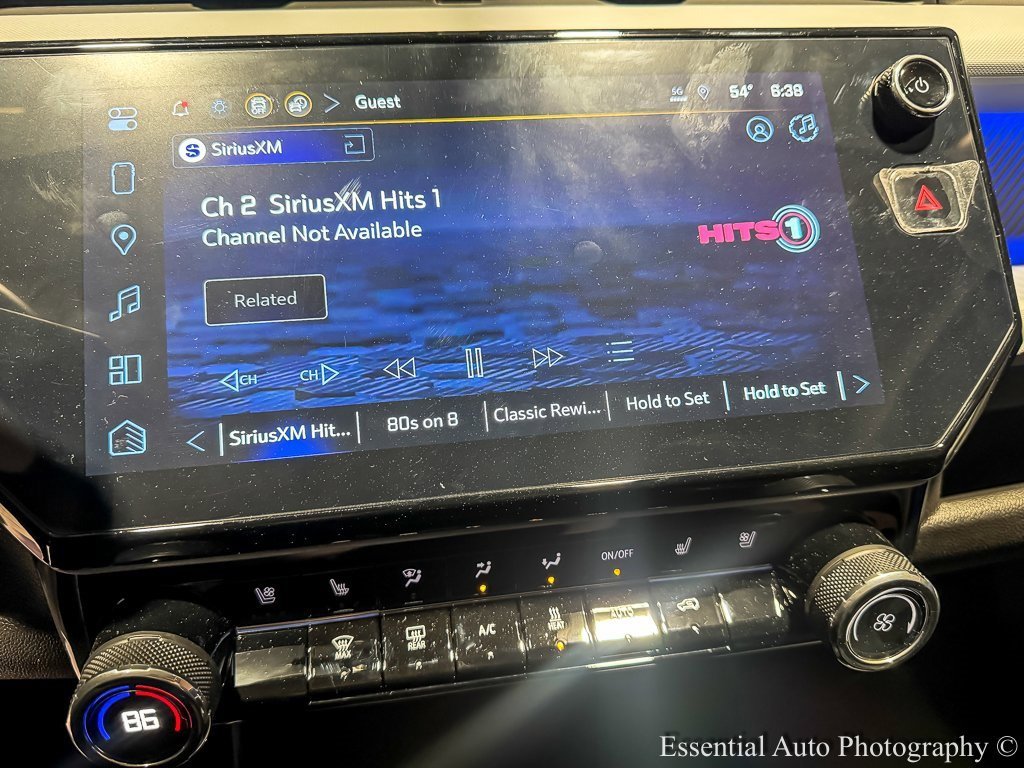 Guest
5G
54°
6:38
SiriusXM
Ch 2 SiriusXM Hits 1
Channel Not Available
HITS 1
Related
CH
CH
SiriusXM Hit...
80s on 8
Classic Rewi...
Hold to Set
Hold to Set
ON/OFF
MAX
REAR
A/C
HEAT
AUTO
86
Essential Auto Photography ©